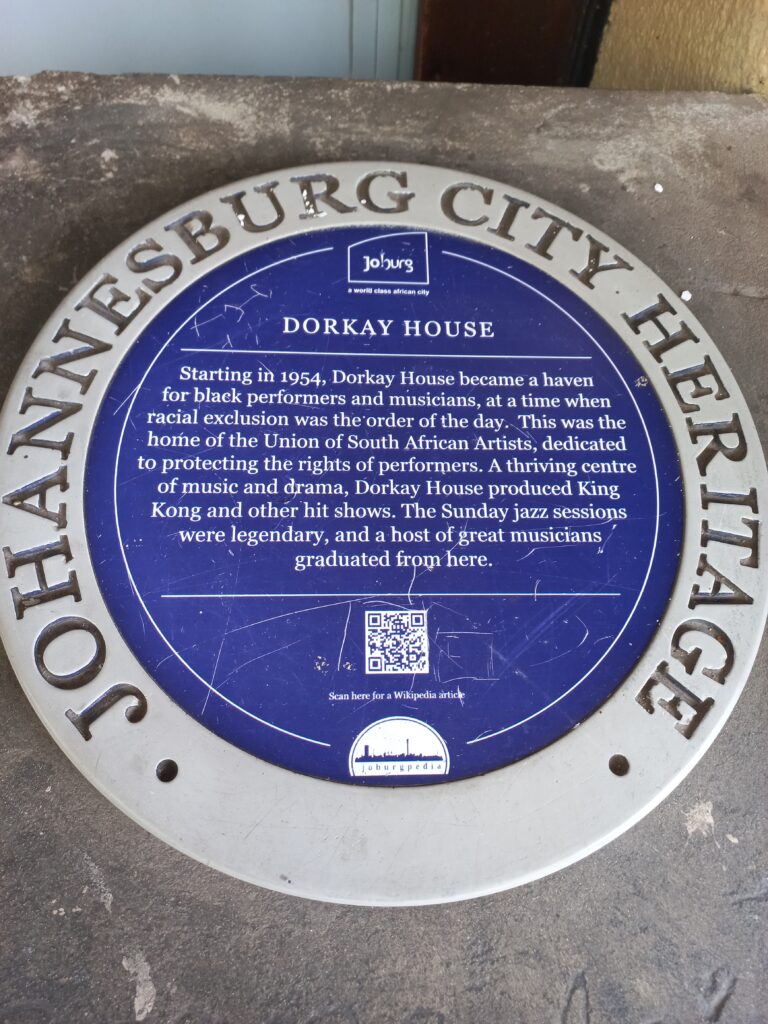 JOHANNESBURG CITY HERITAGE
Joburg
a world class african city
DORKAY HOUSE
Starting in 1954, Dorkay House became a haven
for black performers and musicians, at a time when
racial exclusion was the order of the day. This was the
home of the Union of South African Artists, dedicated
to protecting the rights of performers. A thriving centre
of music and drama, Dorkay House produced King
Kong and other hit shows. The Sunday jazz sessions
were legendary, and a host of great musicians
graduated from here.
Scan here for a Wikipedia article
joburgpedia